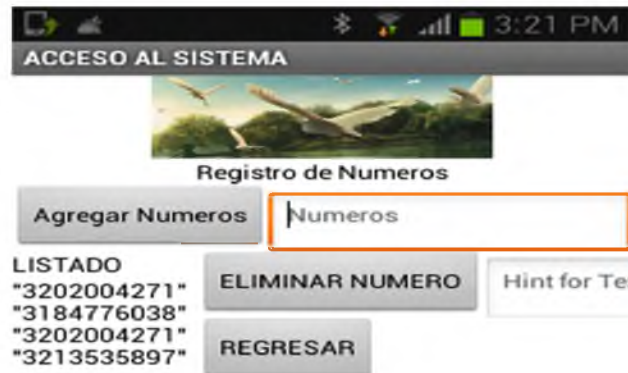 3:21 PM
ACCESO AL SISTEMA
Registro de Numeros
Agregar Numeros
Numeros
LISTADO
"3202004271"
"3184776038"
"3202004271"
"3213535897"
ELIMINAR NUMERO
Hint for Te
REGRESAR